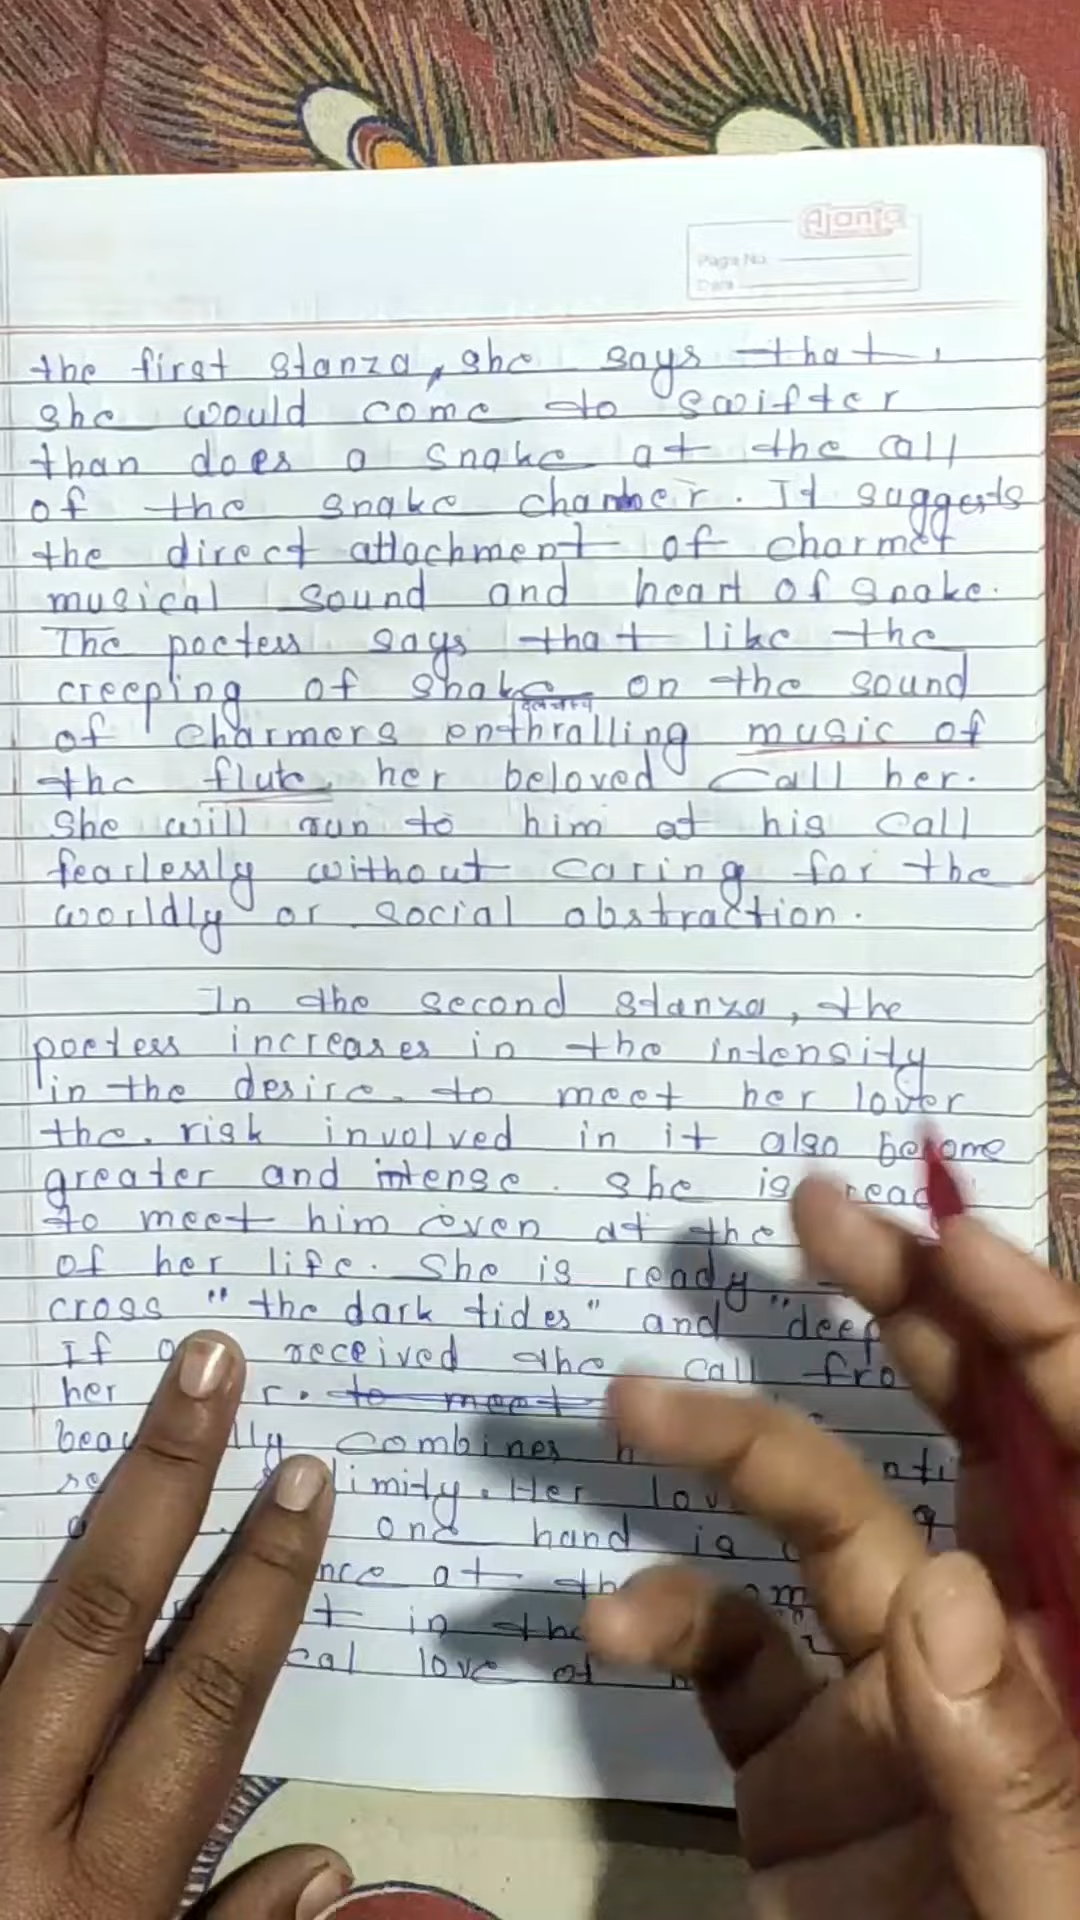 Ajanta
Page No.
Date
the first stanza, she says that,
she would come to swifter
than does a snake at the call
of the snake charmer. It suggests
the direct attachment of charmer
musical sound and heart of snake.
The poetess says that like the
creeping of snake on the sound
of charmers enthralling music of
the flute, her beloved call her.
She will run to him at his call
fearlessly without caring for the
worldly or social abstraction.
In the second stanza, the
poetess increases in the intensity
in the desire. to meet her lover
the. risk involved in it also become
greater and intense. she is
to meet him even at the
of her life. She is ready
cross "the dark tides" and "deep
If received the call
her to meet
combines
Her
one hand is
at
in the
love of